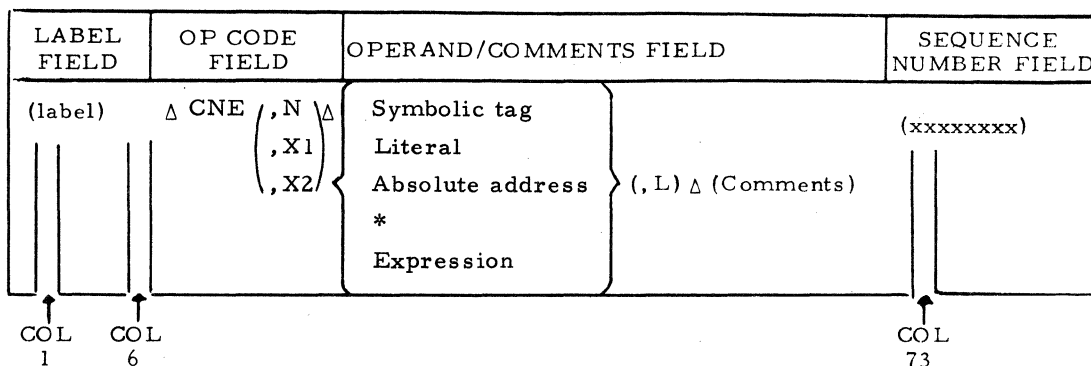 LABEL FIELD
OP CODE FIELD
OPERAND/COMMENTS FIELD
SEQUENCE NUMBER FIELD
(label) Δ CNE (,N Δ Symbolic tag
,X1 Literal
,X2) Absolute address (,L) Δ (Comments)
*
Expression
(xxxxxxxx)
COL 1
COL 6
COL 73